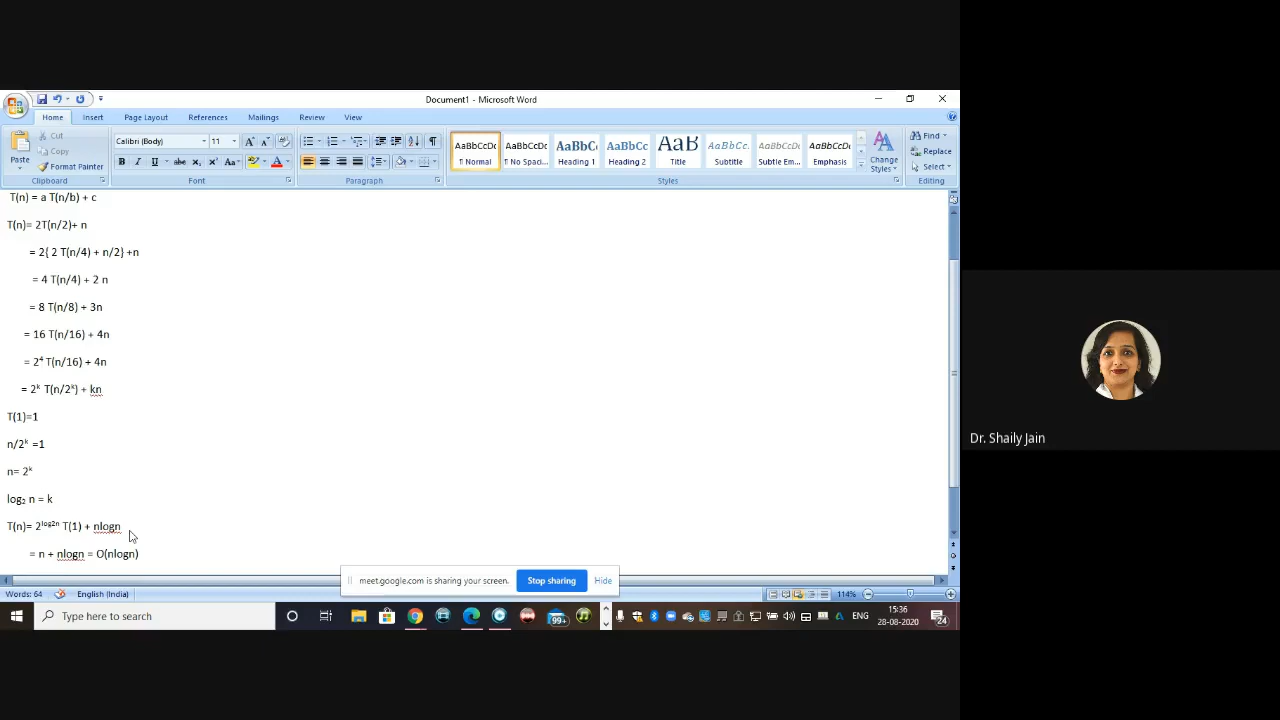 Document1 - Microsoft Word
Home Insert Page Layout References Mailings Review View
Cut
Copy
Format Painter
Paste
Clipboard
Calibri (Body) 11
Font
Paragraph
AaBbCcDc AaBbCcDc AaBbC AaBbCc AaB AaBbCc. AaBbCcDt AaBbCcDt
¶ Normal ¶ No Spaci... Heading 1 Heading 2 Title Subtitle Subtle Em... Emphasis
Change Styles
Styles
Find
Replace
Select
Editing
T(n) = a T(n/b) + c
T(n)= 2T(n/2)+ n
= 2{ 2 T(n/4) + n/2} +n
= 4 T(n/4) + 2 n
= 8 T(n/8) + 3n
= 16 T(n/16) + 4n
= 2⁴ T(n/16) + 4n
= 2ᵏ T(n/2ᵏ) + kn
T(1)=1
n/2ᵏ =1
n= 2ᵏ
log₂ n = k
T(n)= 2^log2n T(1) + nlogn
= n + nlogn = O(nlogn)
Dr. Shaily Jain
meet.google.com is sharing your screen. Stop sharing Hide
Words: 64 English (India) 114%
Type here to search
99+
ENG
15:36
28-08-2020
24